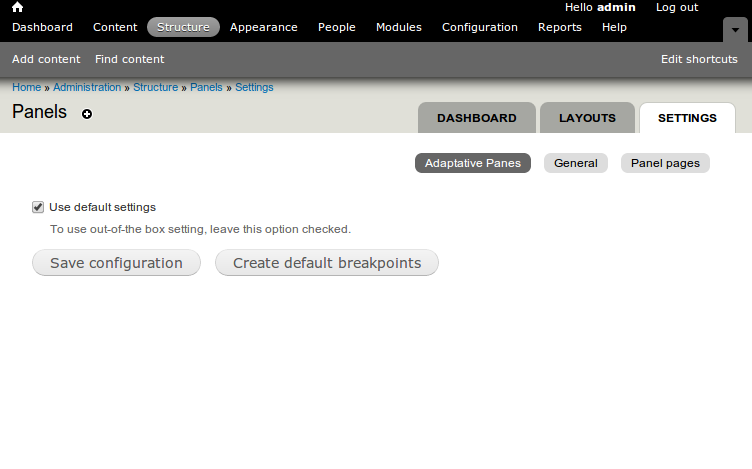 Hello admin Log out
Dashboard Content Structure Appearance People Modules Configuration Reports Help
Add content Find content Edit shortcuts
Home » Administration » Structure » Panels » Settings
Panels
DASHBOARD LAYOUTS SETTINGS
Adaptative Panes General Panel pages
Use default settings
To use out-of-the box setting, leave this option checked.
Save configuration Create default breakpoints